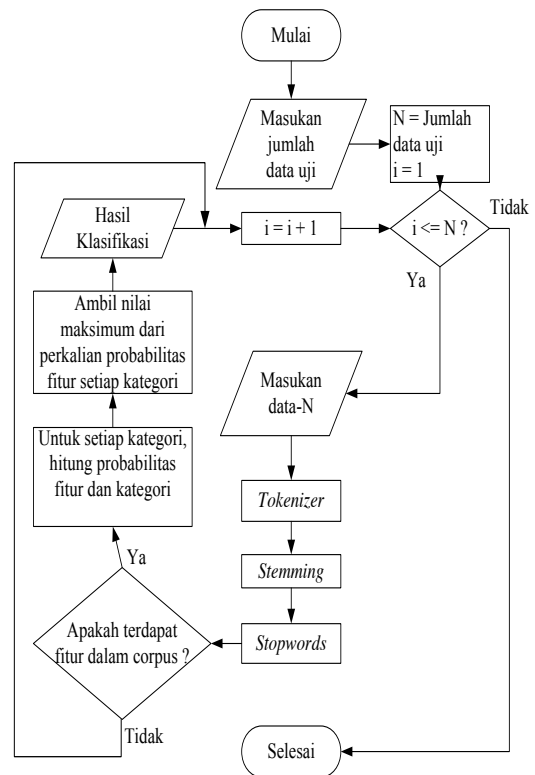 Mulai
Masukan
jumlah
data uji
N = Jumlah
data uji
i = 1
i <= N ?
Tidak
Ya
i = i + 1
Hasil
Klasifikasi
Ambil nilai
maksimum dari
perkalian probabilitas
fitur setiap kategori
Untuk setiap kategori,
hitung probabilitas
fitur dan kategori
Masukan
data-N
Tokenizer
Stemming
Stopwords
Ya
Apakah terdapat
fitur dalam corpus ?
Tidak
Selesai